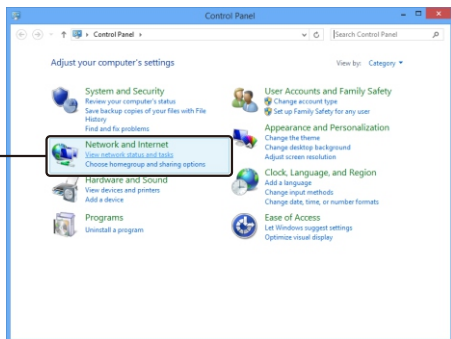 Control Panel
Control Panel
Search Control Panel
Adjust your computer's settings
View by: Category
System and Security
Review your computer's status
Save backup copies of your files with File
History
Find and fix problems
Network and Internet
View network status and tasks
Choose homegroup and sharing options
Hardware and Sound
View devices and printers
Add a device
Programs
Uninstall a program
User Accounts and Family Safety
Change account type
Set up Family Safety for any user
Appearance and Personalization
Change the theme
Change desktop background
Adjust screen resolution
Clock, Language, and Region
Add a language
Change input methods
Change date, time, or number formats
Ease of Access
Let Windows suggest settings
Optimize visual display